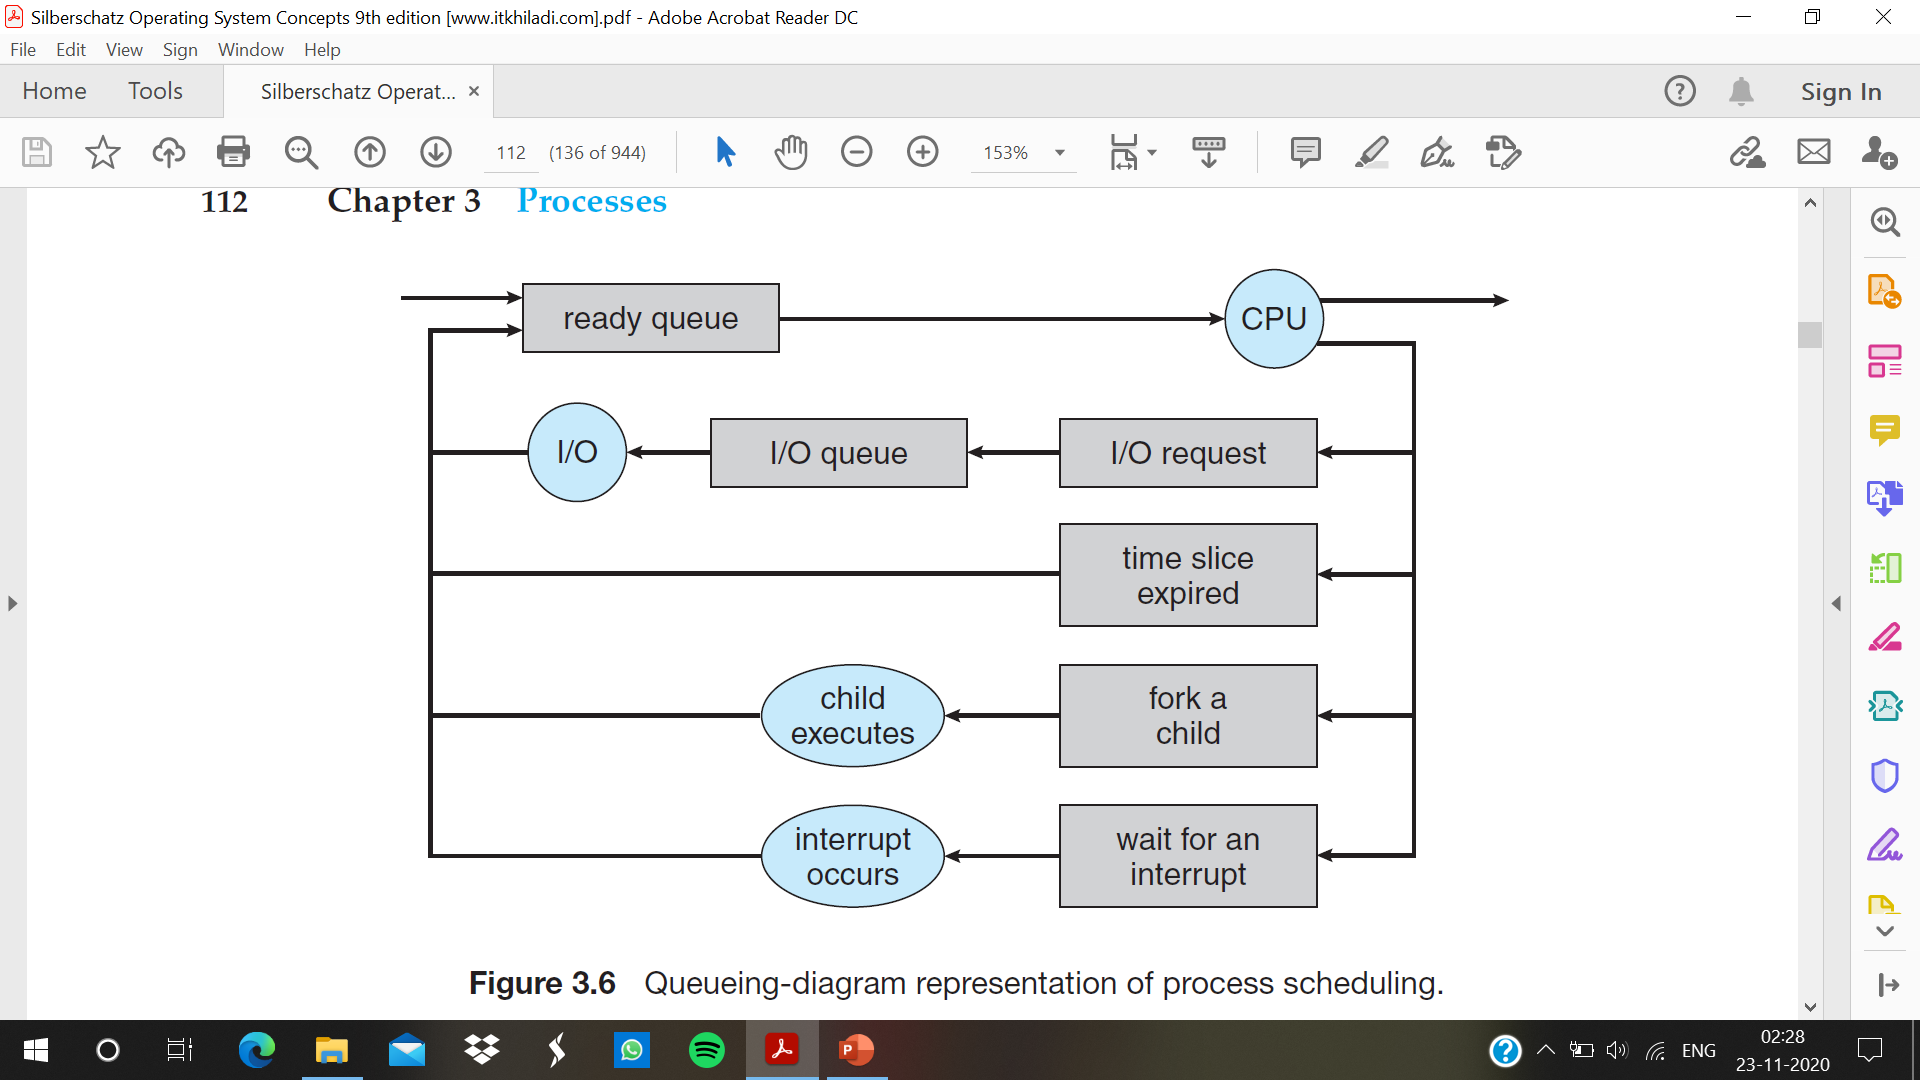 Silberschatz Operating System Concepts 9th edition [www.itkhiladi.com].pdf - Adobe Acrobat Reader DC
File Edit View Sign Window Help
Home Tools Silberschatz Operat... × Sign In
112 (136 of 944) 153%
112 Chapter 3 Processes
ready queue
CPU
I/O
I/O queue
I/O request
time slice
expired
child
executes
fork a
child
interrupt
occurs
wait for an
interrupt
Figure 3.6 Queueing-diagram representation of process scheduling.
ENG
02:28
23-11-2020